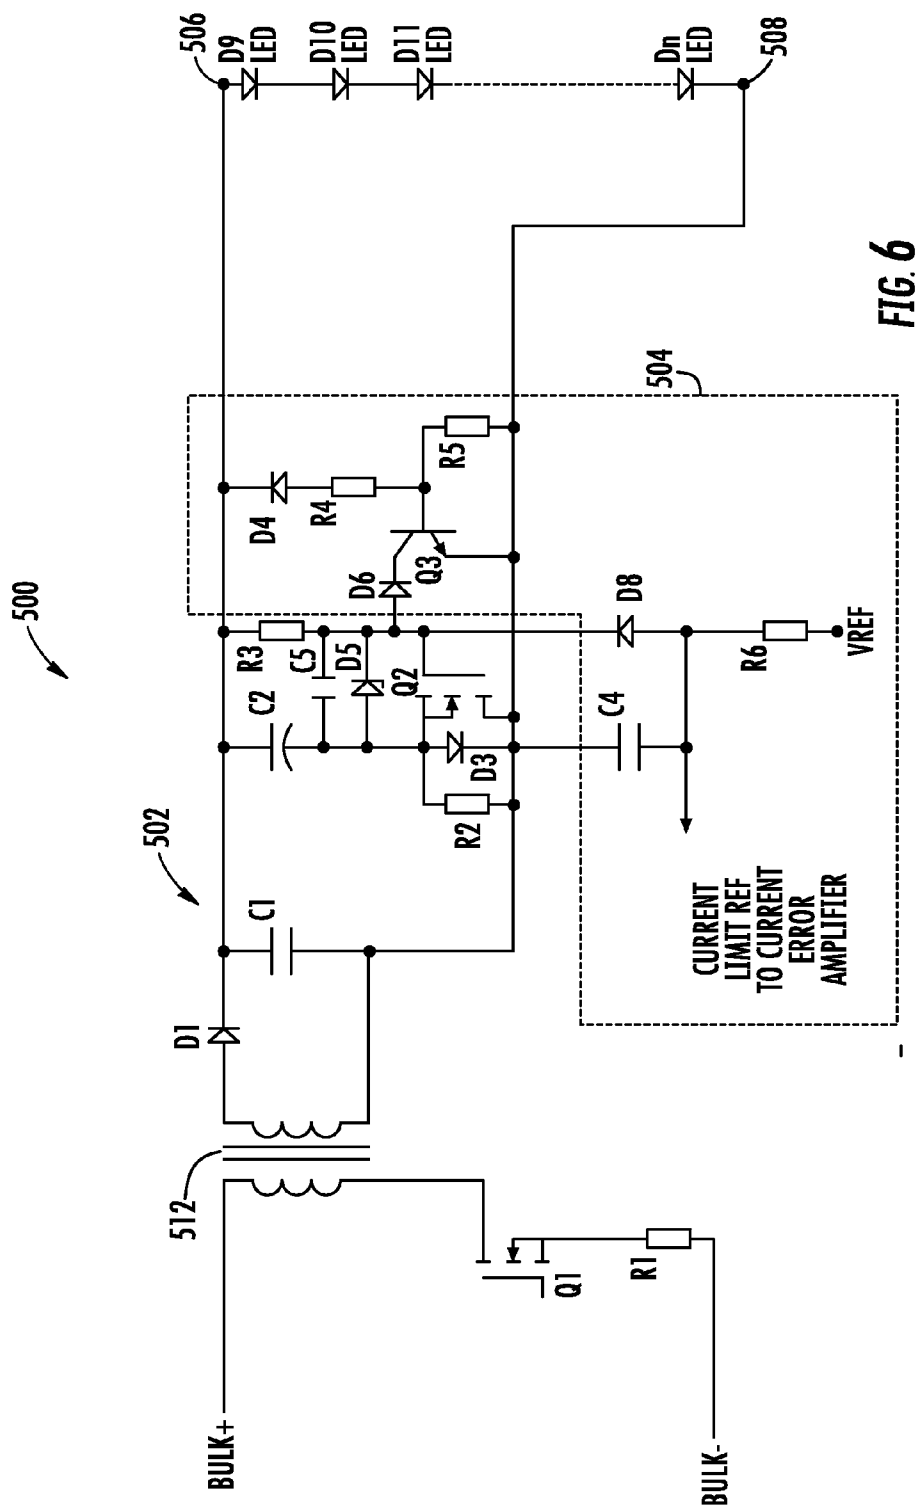 500
502
504
506
508
512
BULK+
BULK-
D1
C1
C2
R3
C5
D5
Q2
D3
R2
D4
R4
D6
Q3
R5
D8
C4
R6
VREF
Q1
R1
D9
LED
D10
LED
D11
LED
Dn
LED
CURRENT
LIMIT REF
TO CURRENT
ERROR
AMPLIFIER
FIG. 6